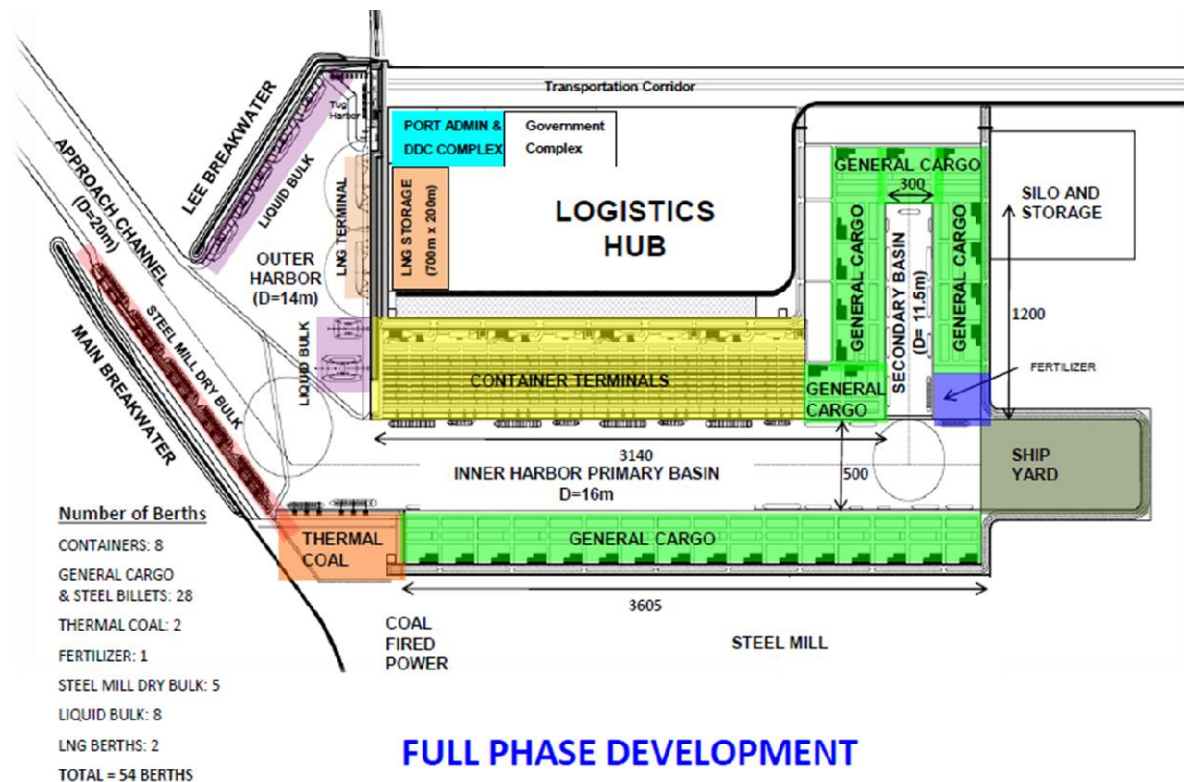 Transportation Corridor
LEE BREAKWATER
Tug
Harbor
PORT ADMIN &
DDC COMPLEX
Government
Complex
APPROACH CHANNEL
(D=20m)
LIQUID BULK
LNG TERMINAL
LNG STORAGE
(700m x 200m)
LOGISTICS
HUB
GENERAL CARGO
300
SILO AND
STORAGE
OUTER
HARBOR
(D=14m)
GENERAL CARGO
SECONDARY BASIN
(D= 11.5m)
GENERAL CARGO
1200
STEEL MILL DRY BULK
MAIN BREAKWATER
LIQUID BULK
CONTAINER TERMINALS
GENERAL
CARGO
FERTILIZER
3140
INNER HARBOR PRIMARY BASIN
D=16m
500
SHIP
YARD
THERMAL
COAL
GENERAL CARGO
3605
COAL
FIRED
POWER
STEEL MILL
Number of Berths
CONTAINERS: 8
GENERAL CARGO
& STEEL BILLETS: 28
THERMAL COAL: 2
FERTILIZER: 1
STEEL MILL DRY BULK: 5
LIQUID BULK: 8
LNG BERTHS: 2
TOTAL = 54 BERTHS
FULL PHASE DEVELOPMENT